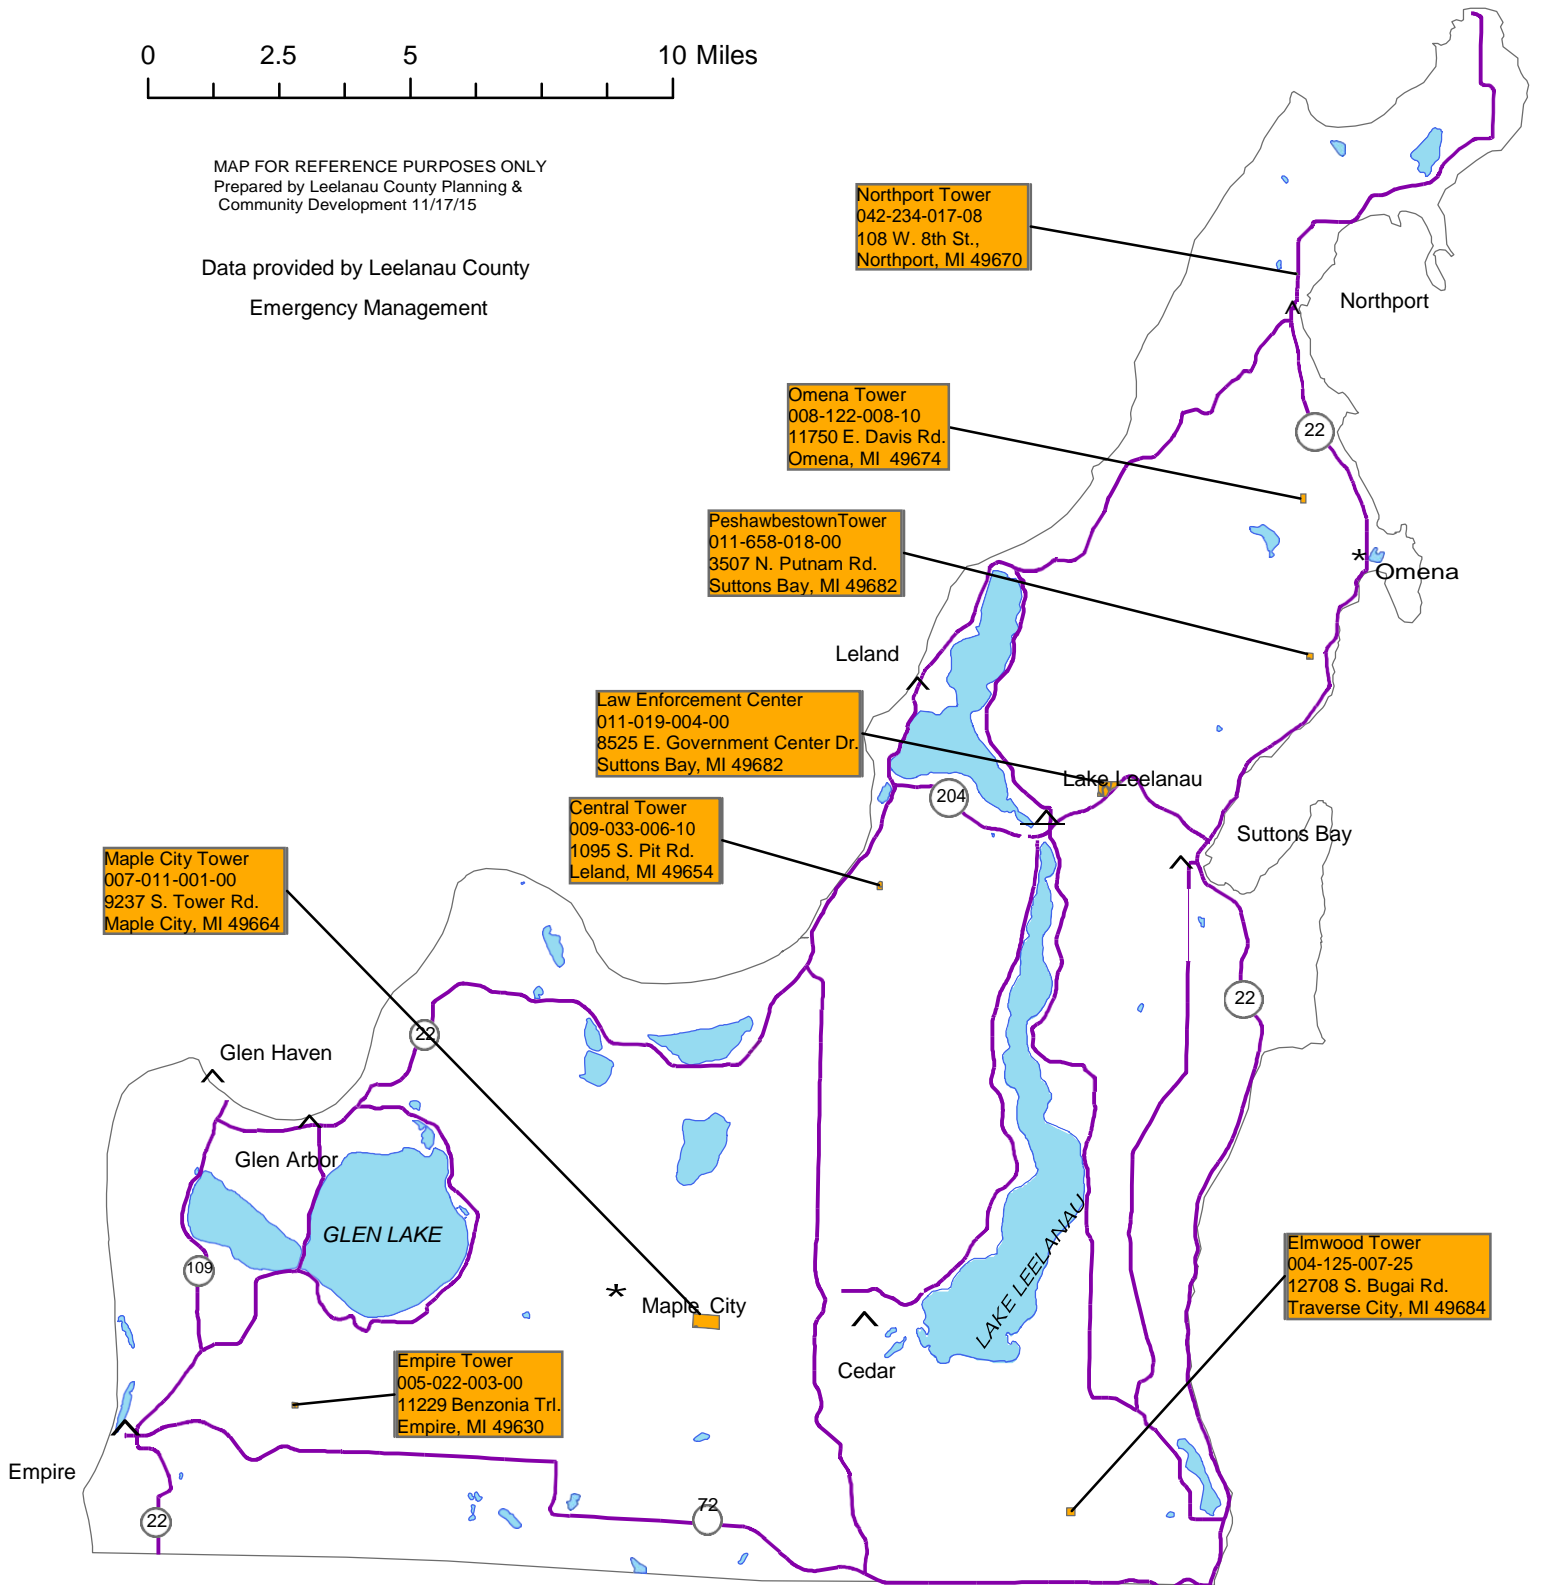 0 2.5 5 10 Miles
MAP FOR REFERENCE PURPOSES ONLY
Prepared by Leelanau County Planning &
Community Development 11/17/15
Data provided by Leelanau County
Emergency Management
Northport Tower
042-234-017-08
108 W. 8th St.,
Northport, MI 49670
Northport
Omena Tower
008-122-008-10
11750 E. Davis Rd.
Omena, MI  49674
22
PeshawbestownTower
011-658-018-00
3507 N. Putnam Rd.
Suttons Bay, MI 49682
* Omena
Leland
Law Enforcement Center
011-019-004-00
8525 E. Government Center Dr.
Suttons Bay, MI 49682
Lake Leelanau
204
Central Tower
009-033-006-10
1095 S. Pit Rd.
Leland, MI 49654
Suttons Bay
Maple City Tower
007-011-001-00
9237 S. Tower Rd.
Maple City, MI 49664
22
22
Glen Haven
Glen Arbor
GLEN LAKE
LAKE LEELANAU
109
* Maple City
Elmwood Tower
004-125-007-25
12708 S. Bugai Rd.
Traverse City, MI 49684
Cedar
Empire Tower
005-022-003-00
11229 Benzonia Trl.
Empire, MI 49630
Empire
22
72